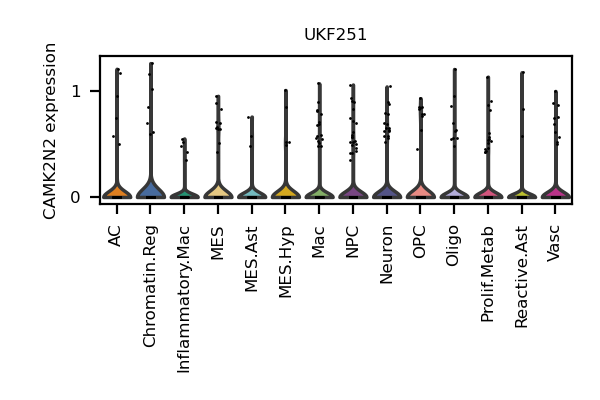 UKF251
CAMK2N2 expression
1
0
AC
Chromatin.Reg
Inflammatory.Mac
MES
MES.Ast
MES.Hyp
Mac
NPC
Neuron
OPC
Oligo
Prolif.Metab
Reactive.Ast
Vasc